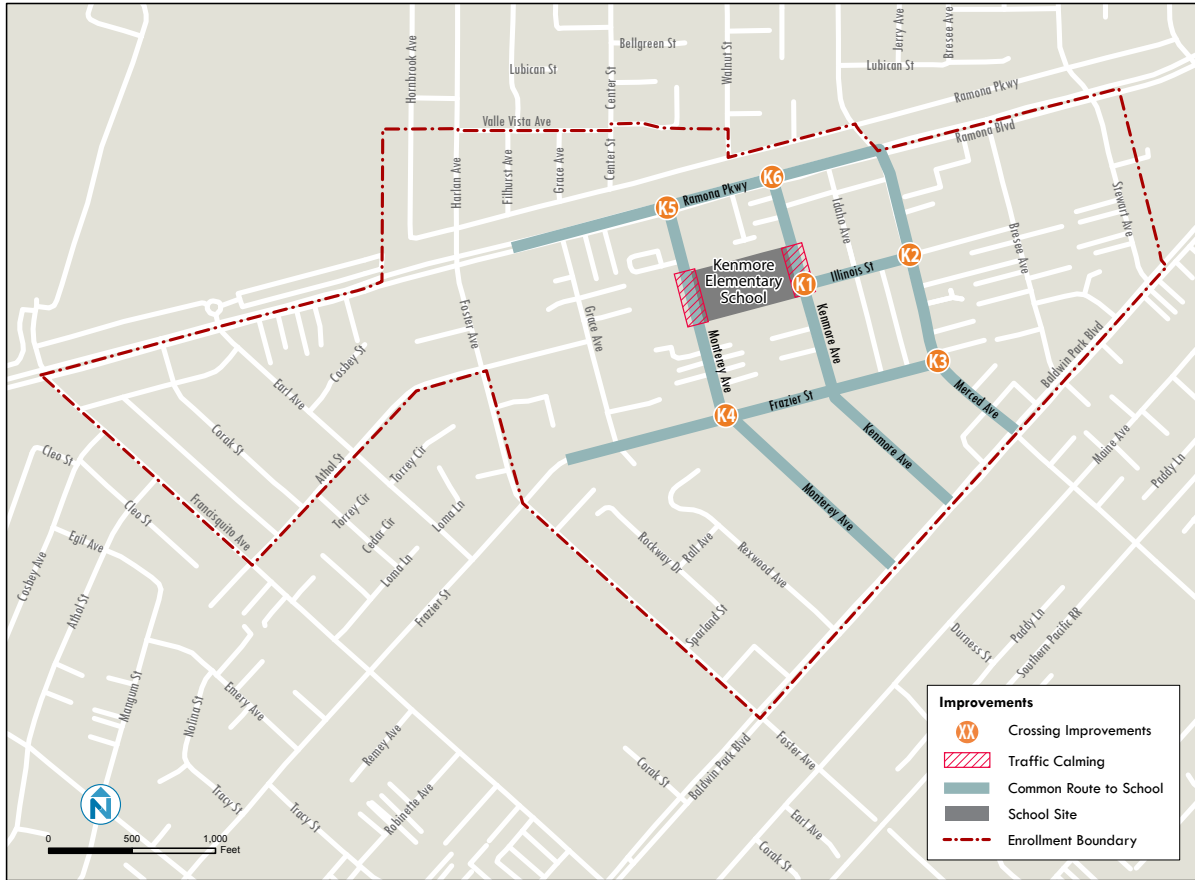 Hornbrook Ave
Bellgreen St
Center St
Walnut St
Jerry Ave
Bresee Ave
Lubican St
Lubican St
Ramona Pkwy
Valle Vista Ave
Ramona Blvd
Harlan Ave
Filhurst Ave
Grace Ave
Center St
K6
K5
Ramona Pkwy
Idaho Ave
Stewart Ave
Bresee Ave
K2
Kenmore
Elementary
School
K1
Illinois St
Foster Ave
Grace Ave
Monterey Ave
Kenmore Ave
Baldwin Park Blvd
Cosbey St
K3
Earl Ave
Frazier St
Merced Ave
K4
Corak St
Kenmore Ave
Maine Ave
Paddy Ln
Cleo St
Athol St
Torrey Cir
Monterey Ave
Cleo St
Francisquito Ave
Torrey Cir
Cedar Cir
Loma Ln
Loma Ln
Egil Ave
Rockway Dr
Rall Ave
Rexwood Ave
Cosbey Ave
Athol St
Frazier St
Sparland St
Durness St
Paddy Ln
Southern Pacific RR
Mangum St
Nolina St
Emery Ave
Remey Ave
Baldwin Park Blvd
Foster Ave
Corak St
Tracy St
Tracy St
Robinette Ave
Earl Ave
Corak St
N
0 500 1,000
Feet
Improvements
XX Crossing Improvements
Traffic Calming
Common Route to School
School Site
Enrollment Boundary